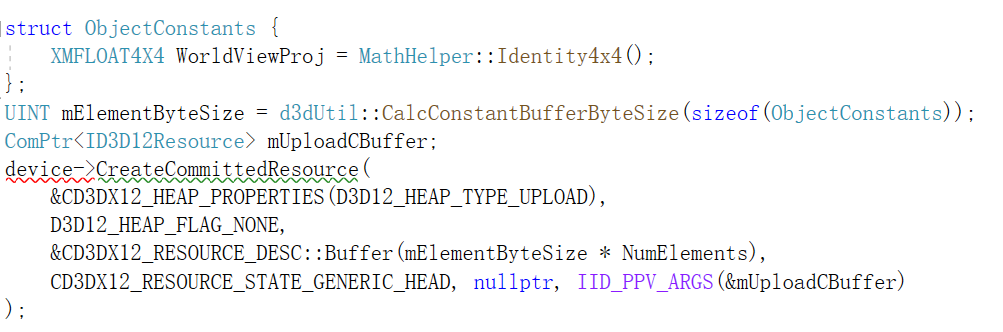 struct ObjectConstants {
    XMFLOAT4X4 WorldViewProj = MathHelper::Identity4x4();
};
UINT mElementByteSize = d3dUtil::CalcConstantBufferByteSize(sizeof(ObjectConstants));
ComPtr<ID3D12Resource> mUploadCBuffer;
device->CreateCommittedResource(
    &CD3DX12_HEAP_PROPERTIES(D3D12_HEAP_TYPE_UPLOAD),
    D3D12_HEAP_FLAG_NONE,
    &CD3DX12_RESOURCE_DESC::Buffer(mElementByteSize * NumElements),
    CD3DX12_RESOURCE_STATE_GENERIC_HEAD, nullptr, IID_PPV_ARGS(&mUploadCBuffer)
);